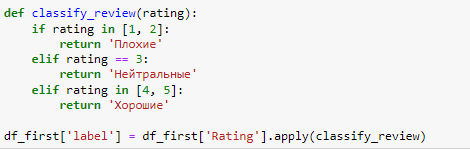 def classify_review(rating):
    if rating in [1, 2]:
        return 'Плохие'
    elif rating == 3:
        return 'Нейтральные'
    elif rating in [4, 5]:
        return 'Хорошие'

df_first['label'] = df_first['Rating'].apply(classify_review)